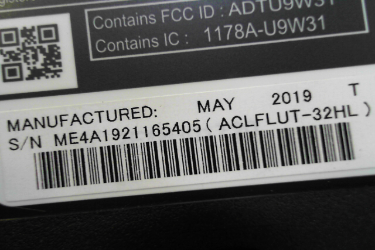 Contains FCC ID : ADTU9W31
Contains IC : 1178A-U9W31
MANUFACTURED: MAY 2019 T
S/N ME4A1921165405 ( ACLFLUT-32HL )